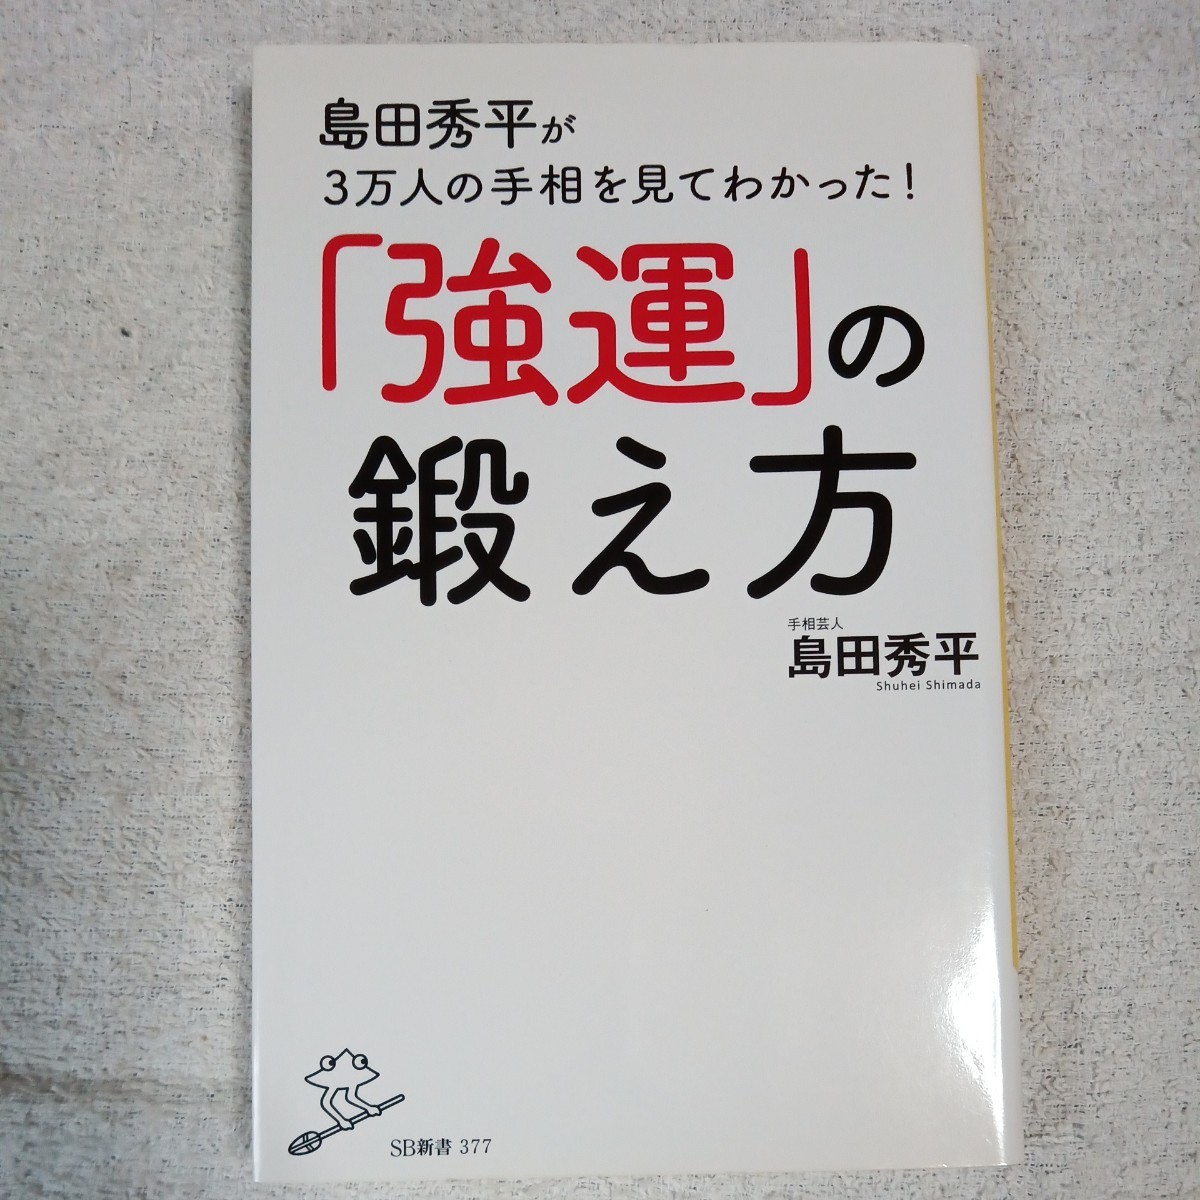 島田秀平が
3万人の手相を見てわかった!
「強運」の
鍛え方
手相芸人
島田秀平
Shuhei Shimada
SB新書 377